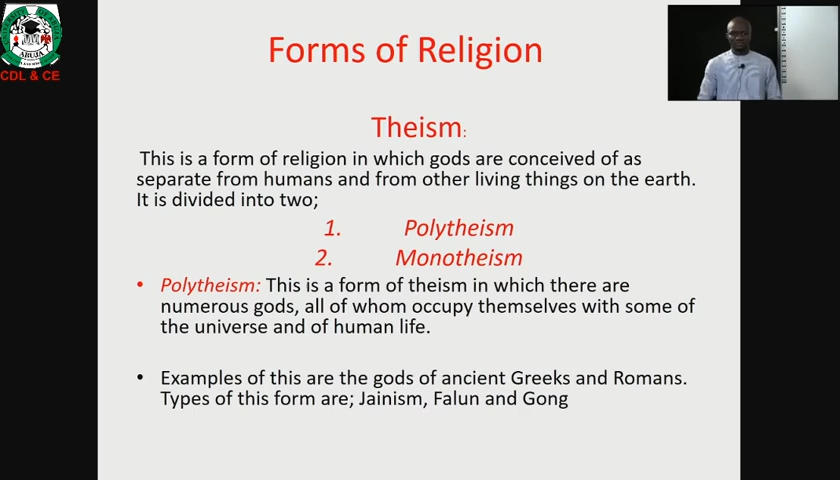 ABUJA
CDL & CE
Forms of Religion
Theism:
This is a form of religion in which gods are conceived of as
separate from humans and from other living things on the earth.
It is divided into two;
1. Polytheism
2. Monotheism
• Polytheism: This is a form of theism in which there are
numerous gods, all of whom occupy themselves with some of
the universe and of human life.
• Examples of this are the gods of ancient Greeks and Romans.
Types of this form are; Jainism, Falun and Gong